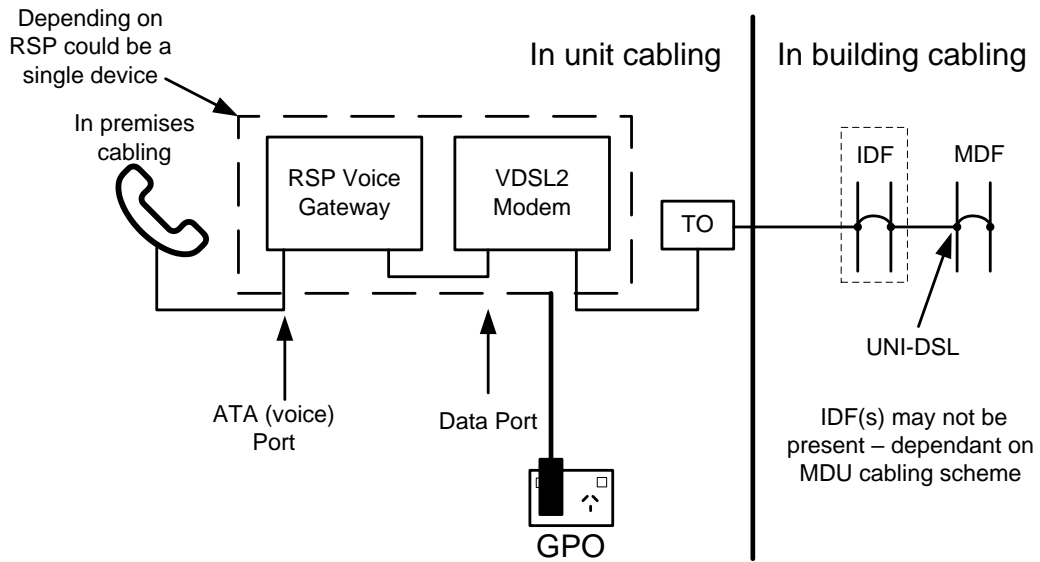 Depending on
RSP could be a
single device
In unit cabling
In building cabling
In premises
cabling
RSP Voice
Gateway
VDSL2
Modem
TO
IDF
MDF
UNI-DSL
ATA (voice)
Port
Data Port
IDF(s) may not be
present – dependant on
MDU cabling scheme
GPO